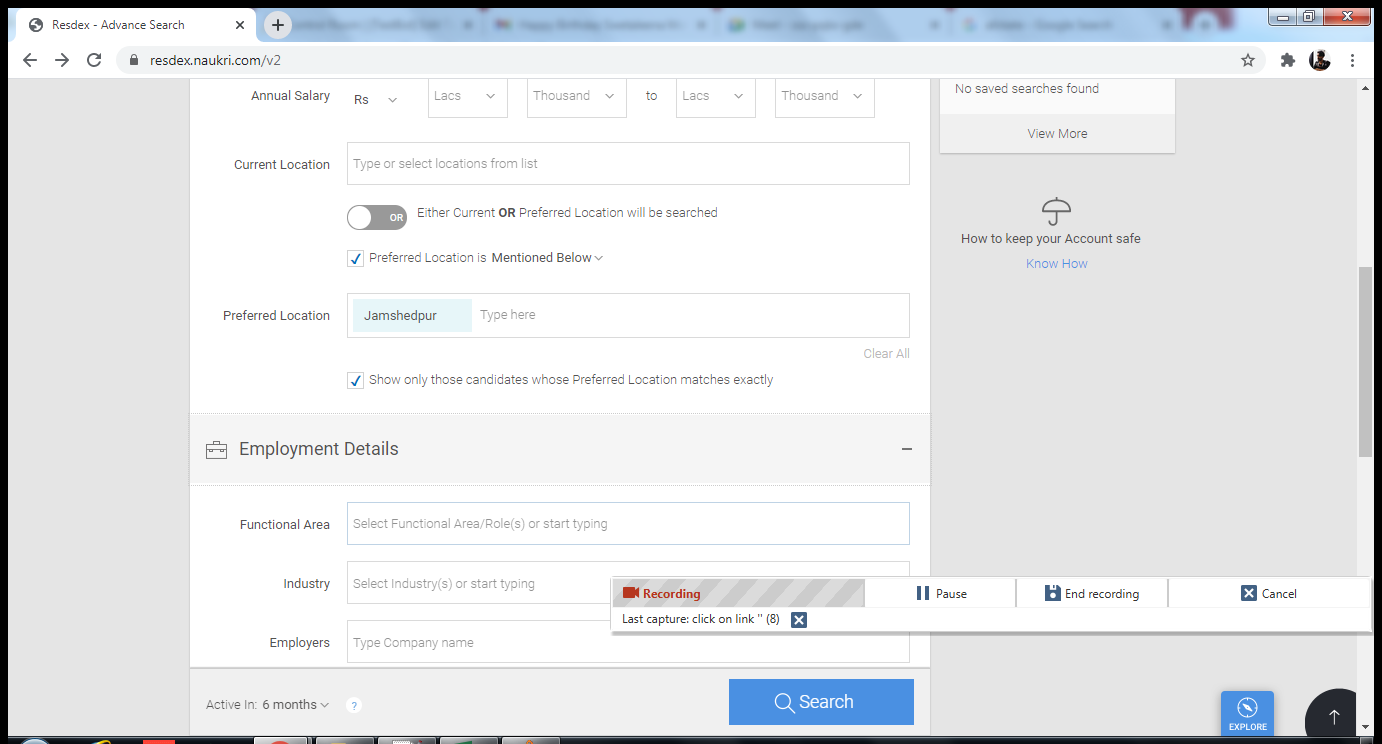 Resdex - Advance Search
resdex.naukri.com/v2
Annual Salary Rs Lacs Thousand to Lacs Thousand
No saved searches found
View More
Current Location Type or select locations from list
OR Either Current OR Preferred Location will be searched
Preferred Location is Mentioned Below
How to keep your Account safe
Know How
Preferred Location Jamshedpur Type here
Clear All
Show only those candidates whose Preferred Location matches exactly
Employment Details
Functional Area Select Functional Area/Role(s) or start typing
Industry Select Industry(s) or start typing
Recording Pause End recording Cancel
Last capture: click on link '' (8)
Employers Type Company name
Active In: 6 months ? Search
EXPLORE